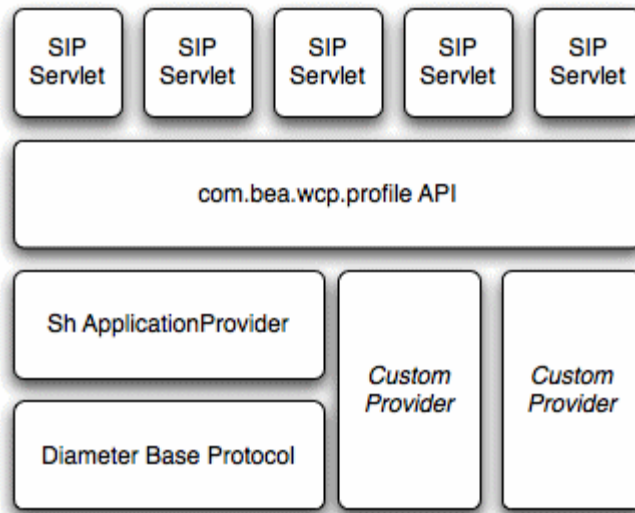 SIP
Servlet
SIP
Servlet
SIP
Servlet
SIP
Servlet
SIP
Servlet
com.bea.wcp.profile API
Sh ApplicationProvider
Custom
Provider
Custom
Provider
Diameter Base Protocol